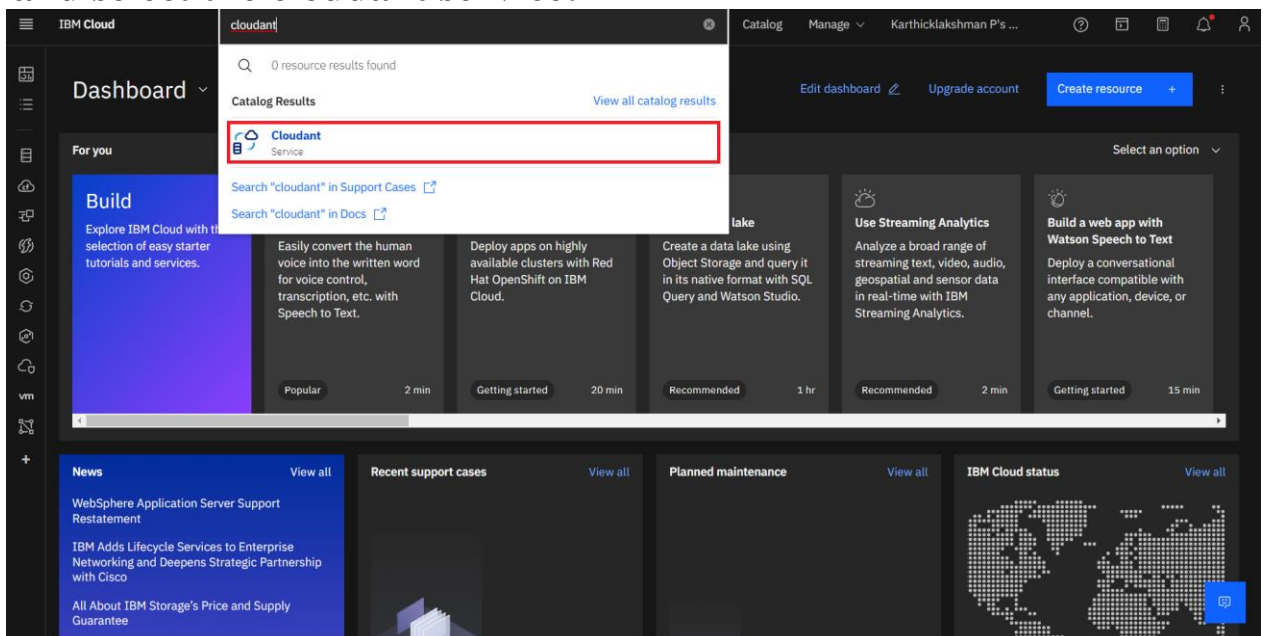 and select the cloudant service.
IBM Cloud
cloudant
Catalog
Manage
Karthicklakshman P's ...
0 resource results found
Dashboard
Edit dashboard
Upgrade account
Create resource +
Catalog Results
View all catalog results
Cloudant
Service
For you
Select an option
Search "cloudant" in Support Cases
Search "cloudant" in Docs
Build
Explore IBM Cloud with th
selection of easy starter
tutorials and services.
Easily convert the human
voice into the written word
for voice control,
transcription, etc. with
Speech to Text.
Popular
2 min
Deploy apps on highly
available clusters with Red
Hat OpenShift on IBM
Cloud.
Getting started
20 min
lake
Create a data lake using
Object Storage and query it
in its native format with SQL
Query and Watson Studio.
Recommended
1 hr
Use Streaming Analytics
Analyze a broad range of
streaming text, video, audio,
geospatial and sensor data
in real-time with IBM
Streaming Analytics.
Recommended
2 min
Build a web app with
Watson Speech to Text
Deploy a conversational
interface compatible with
any application, device, or
channel.
Getting started
15 min
vm
News
View all
WebSphere Application Server Support
Restatement
IBM Adds Lifecycle Services to Enterprise
Networking and Deepens Strategic Partnership
with Cisco
All About IBM Storage's Price and Supply
Guarantee
Recent support cases
View all
Planned maintenance
View all
IBM Cloud status
View all